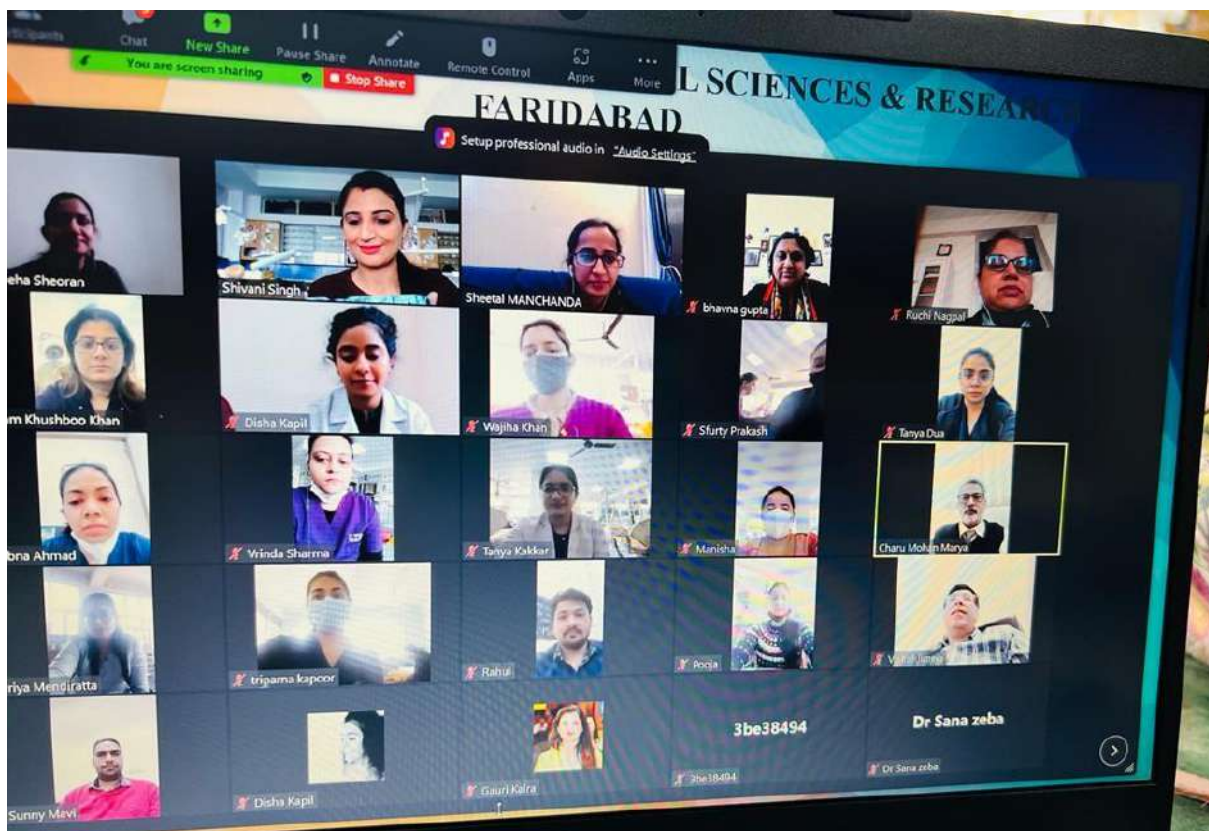 Chat
New Share
Pause Share
Annotate
Remote Control
Apps
More
You are screen sharing
Stop Share
L SCIENCES & RESEARCH
FARIDABAD
Setup professional audio in "Audio Settings"
eha Sheoran
Shivani Singh
Sheetal MANCHANDA
bhavna gupta
Ruchi Nagpal
m Khushboo Khan
Disha Kapil
Wajiha Khan
Sfurty Prakash
Tanya Dua
bna Ahmad
Vrinda Sharma
Tanya Kakkar
Manisha
Charu Mohan Marya
riya Mendiratta
triparna kapoor
Rahul
Pooja
Sunny Mavi
Disha Kapil
Gauri Kalra
3be38494
3be38494
Dr Sana zeba
Dr Sana zeba